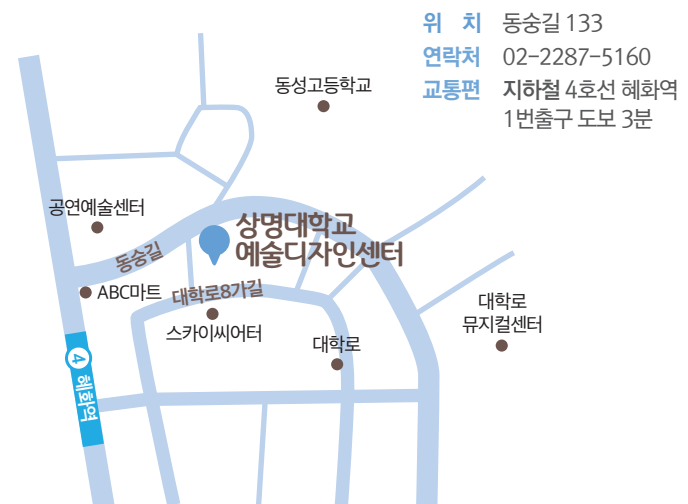 위 치 동숭길 133
연락처 02-2287-5160
교통편 지하철 4호선 혜화역
1번출구 도보 3분
동성고등학교
공연예술센터
상명대학교
예술디자인센터
동숭길
ABC마트
대학로8가길
스카이씨어터
대학로
대학로
뮤지컬센터
4 혜화역